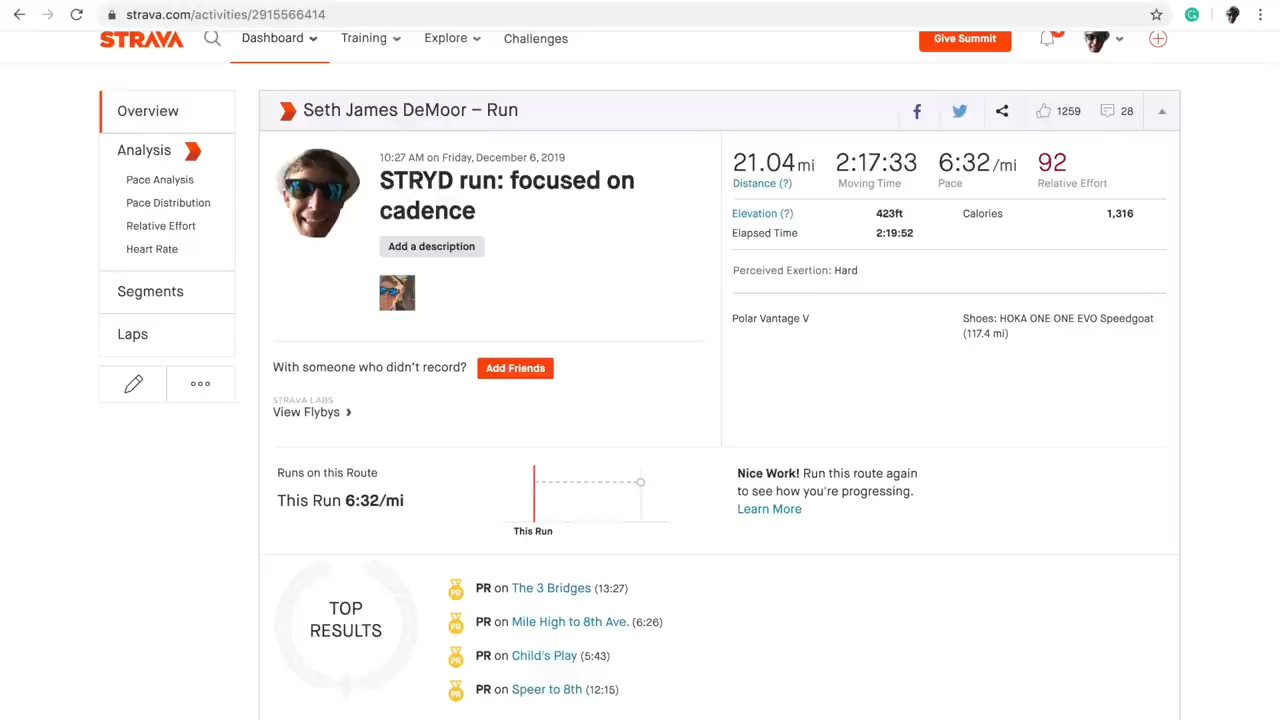 strava.com/activities/2915566414
STRAVA
Dashboard
Training
Explore
Challenges
Give Summit
Overview
Analysis
Pace Analysis
Pace Distribution
Relative Effort
Heart Rate
Segments
Laps
Seth James DeMoor – Run
1259
28
10:27 AM on Friday, December 6, 2019
STRYD run: focused on
cadence
Add a description
With someone who didn't record?
Add Friends
STRAVA LABS
View Flybys
21.04mi
2:17:33
6:32/mi
92
Distance (?)
Moving Time
Pace
Relative Effort
Elevation (?)
423ft
Calories
1,316
Elapsed Time
2:19:52
Perceived Exertion: Hard
Polar Vantage V
Shoes: HOKA ONE ONE EVO Speedgoat
(117.4 mi)
Runs on this Route
This Run 6:32/mi
This Run
Nice Work! Run this route again
to see how you're progressing.
Learn More
TOP
RESULTS
PR on The 3 Bridges (13:27)
PR on Mile High to 8th Ave. (6:26)
PR on Child's Play (5:43)
PR on Speer to 8th (12:15)
PR
PR
PR
PR